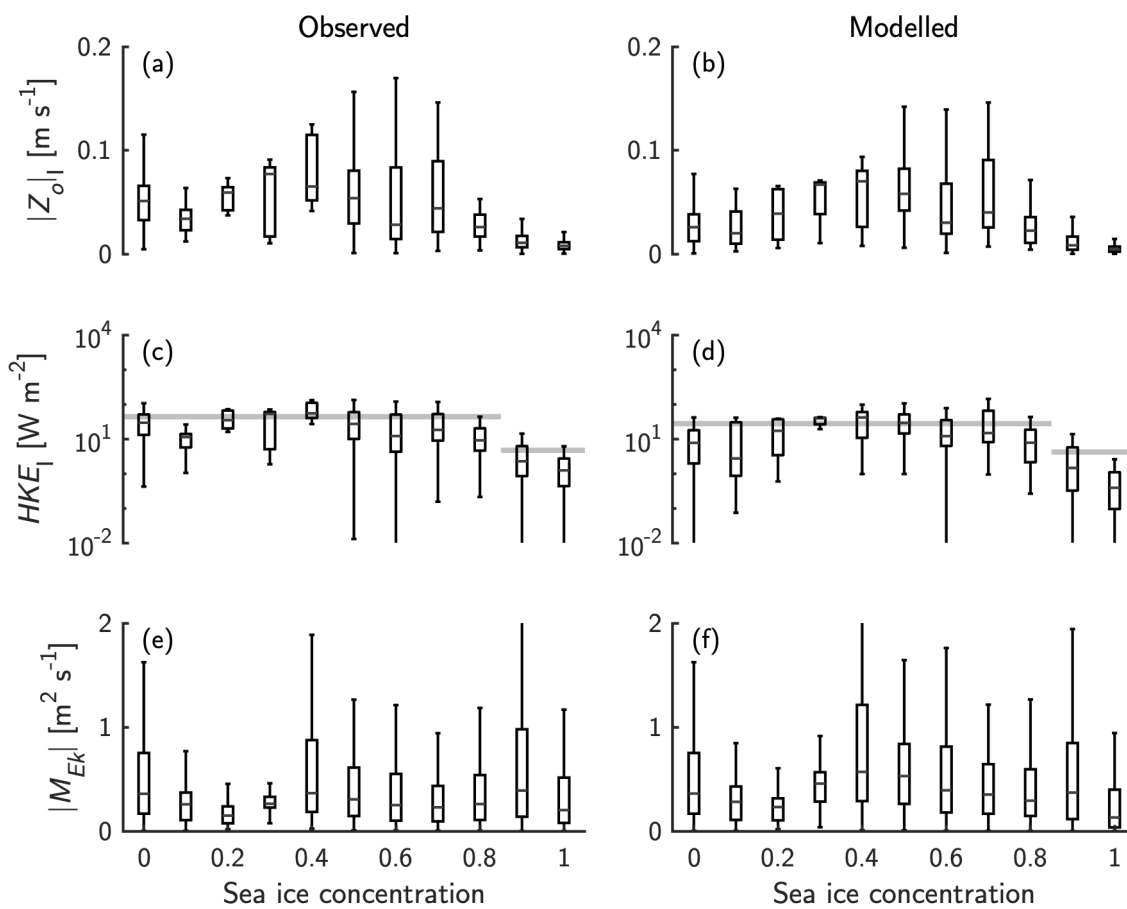 Observed Modelled
(a) (b)
0.2 0.2
|Z_o|_I [m s^-1]
0.1 0.1
0 0
(c) (d)
10^4 10^4
HKE_I [W m^-2]
10^1 10^1
10^-2 10^-2
(e) (f)
2 2
|M_Ek| [m^2 s^-1]
1 1
0 0
0 0.2 0.4 0.6 0.8 1 0 0.2 0.4 0.6 0.8 1
Sea ice concentration Sea ice concentration